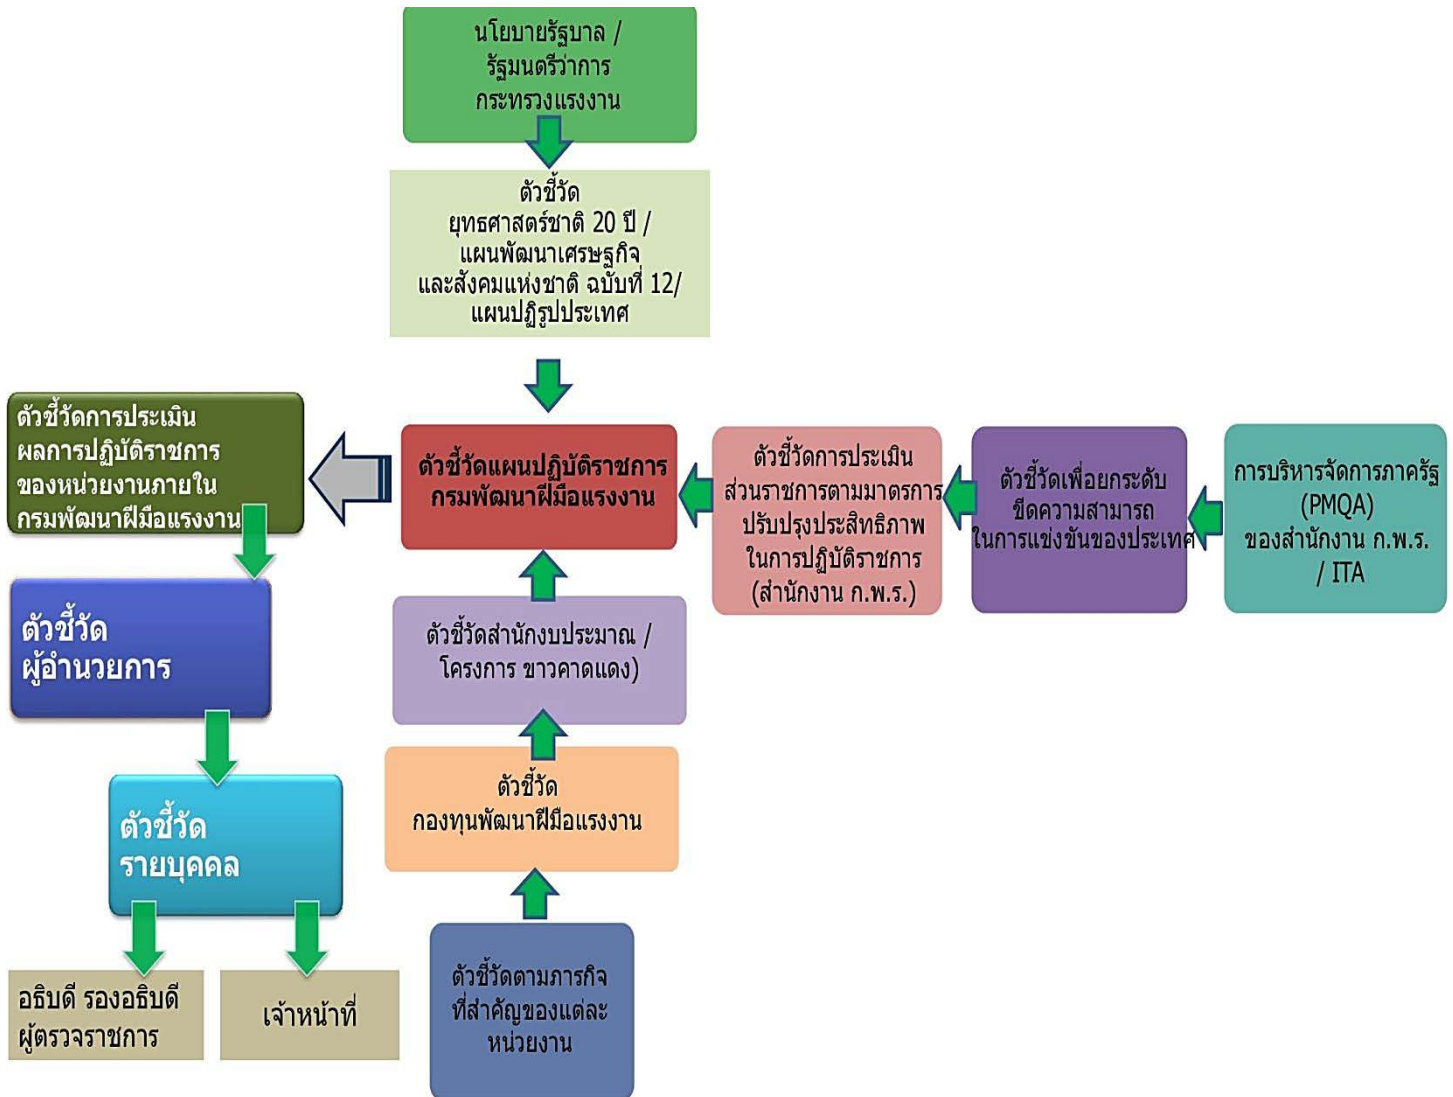 นโยบายรัฐบาล /
รัฐมนตรีว่าการ
กระทรวงแรงงาน
ตัวชี้วัด
ยุทธศาสตร์ชาติ 20 ปี /
แผนพัฒนาเศรษฐกิจ
และสังคมแห่งชาติ ฉบับที่ 12/
แผนปฏิรูปประเทศ
ตัวชี้วัดการประเมิน
ผลการปฏิบัติราชการ
ของหน่วยงานภายใน
กรมพัฒนาฝีมือแรงงาน
ตัวชี้วัดแผนปฏิบัติราชการ
กรมพัฒนาฝีมือแรงงาน
ตัวชี้วัดการประเมิน
ส่วนราชการตามมาตรการ
ปรับปรุงประสิทธิภาพ
ในการปฏิบัติราชการ
(สำนักงาน ก.พ.ร.)
ตัวชี้วัดเพื่อยกระดับ
ขีดความสามารถ
ในการแข่งขันของประเทศ
การบริหารจัดการภาครัฐ
(PMQA)
ของสำนักงาน ก.พ.ร.
/ ITA
ตัวชี้วัด
ผู้อำนวยการ
ตัวชี้วัดสำนักงบประมาณ /
โครงการ ขาวคาดแดง)
ตัวชี้วัด
รายบุคคล
ตัวชี้วัด
กองทุนพัฒนาฝีมือแรงงาน
อธิบดี รองอธิบดี
ผู้ตรวจราชการ
เจ้าหน้าที่
ตัวชี้วัดตามภารกิจ
ที่สำคัญของแต่ละ
หน่วยงาน